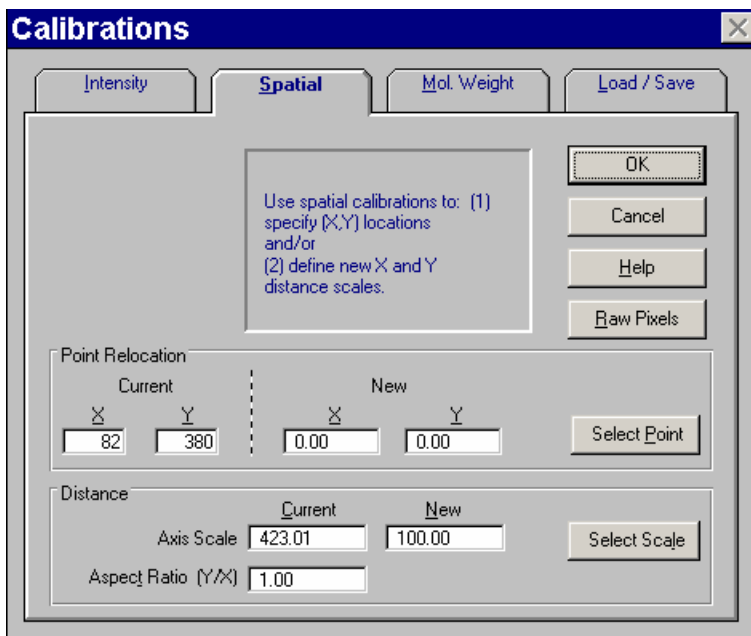 Calibrations
Intensity Spatial Mol. Weight Load / Save
Use spatial calibrations to: (1)
specify (X,Y) locations
and/or
(2) define new X and Y
distance scales.
OK
Cancel
Help
Raw Pixels
Point Relocation
Current New
X Y X Y
82 380 0.00 0.00 Select Point
Distance
Current New
Axis Scale 423.01 100.00 Select Scale
Aspect Ratio (Y/X) 1.00